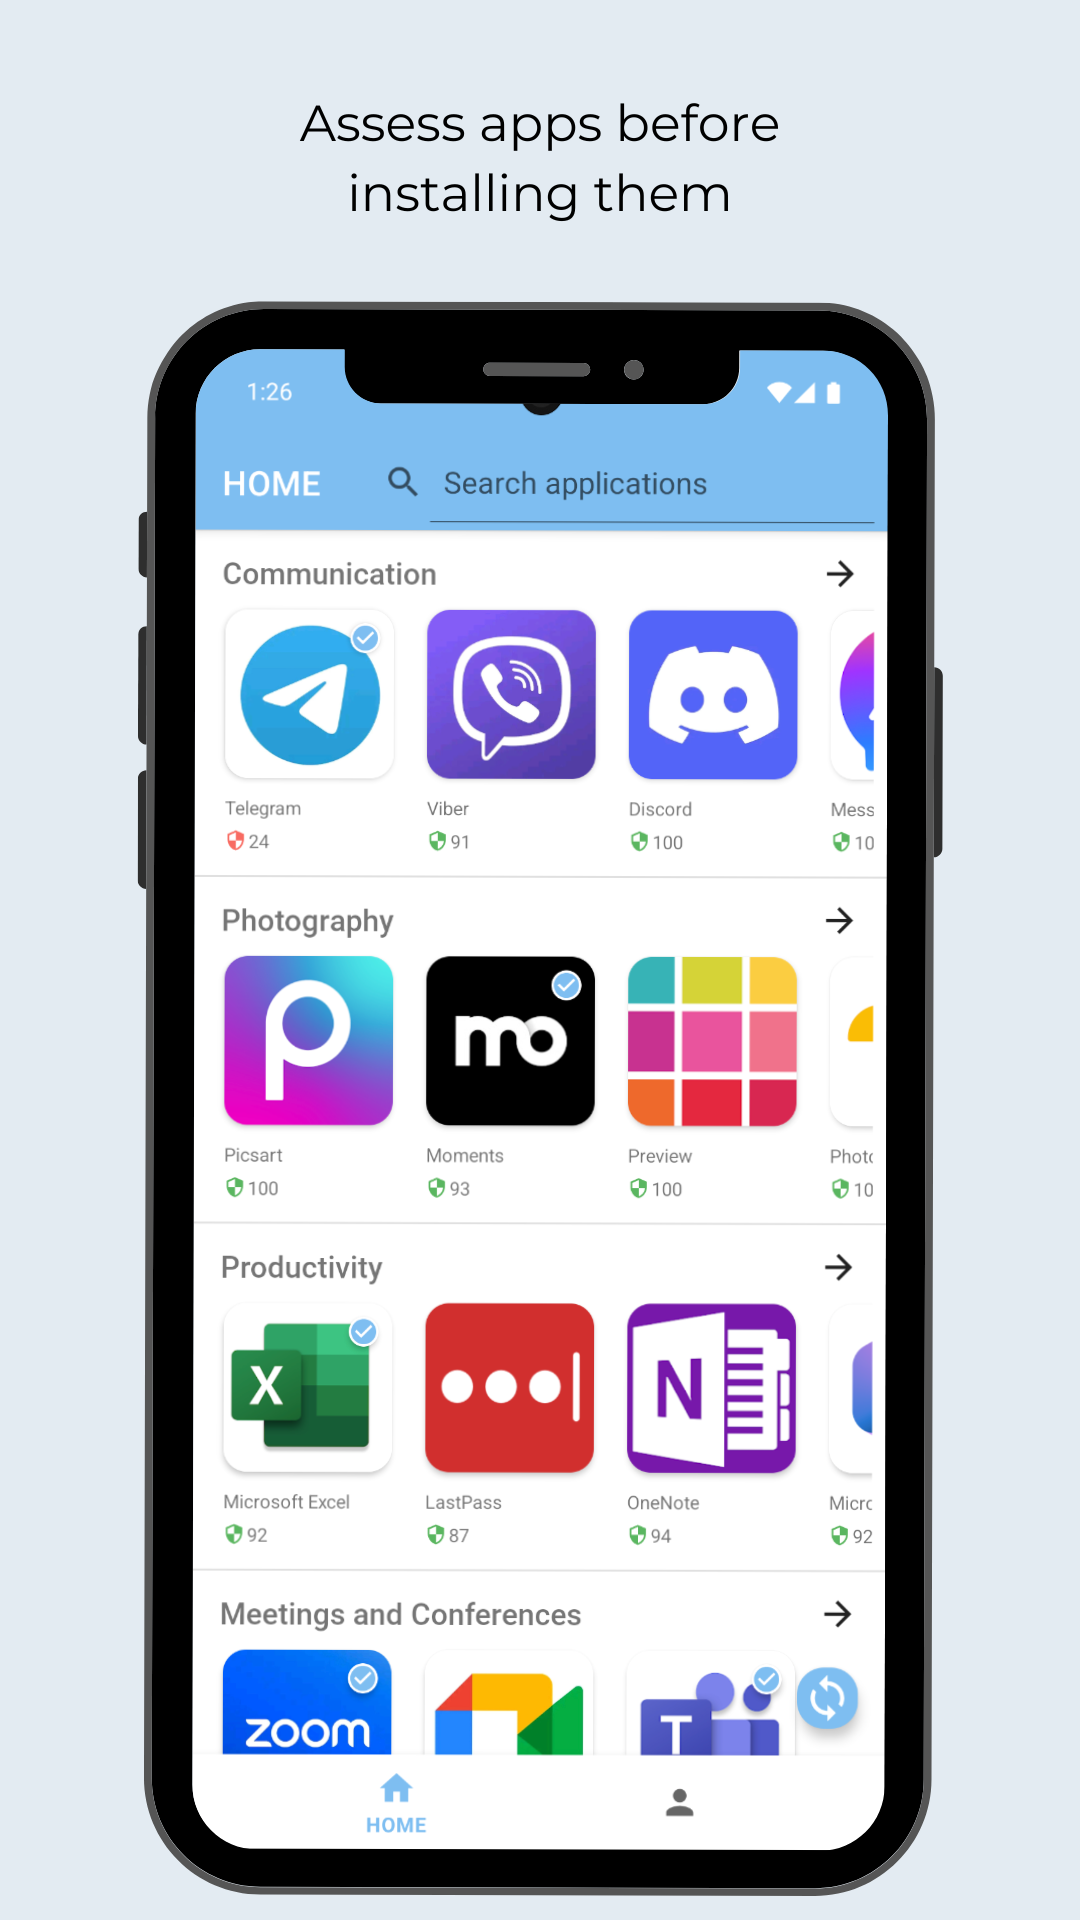 Assess apps before
installing them
1:26
HOME
Search applications
Communication
Telegram
Viber
Discord
Mess
24
91
100
10
Photography
mo
Picsart
Moments
Preview
Photo
100
93
100
10
Productivity
X
N
Microsoft Excel
LastPass
OneNote
Micro
92
87
94
92
Meetings and Conferences
zoom
T
HOME